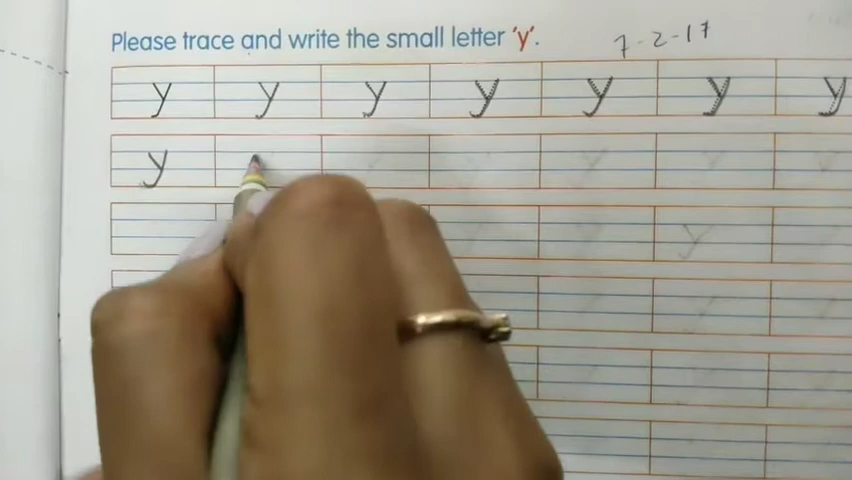 Please trace and write the small letter 'y'. 7-2-17
y y y y y y y
y
y